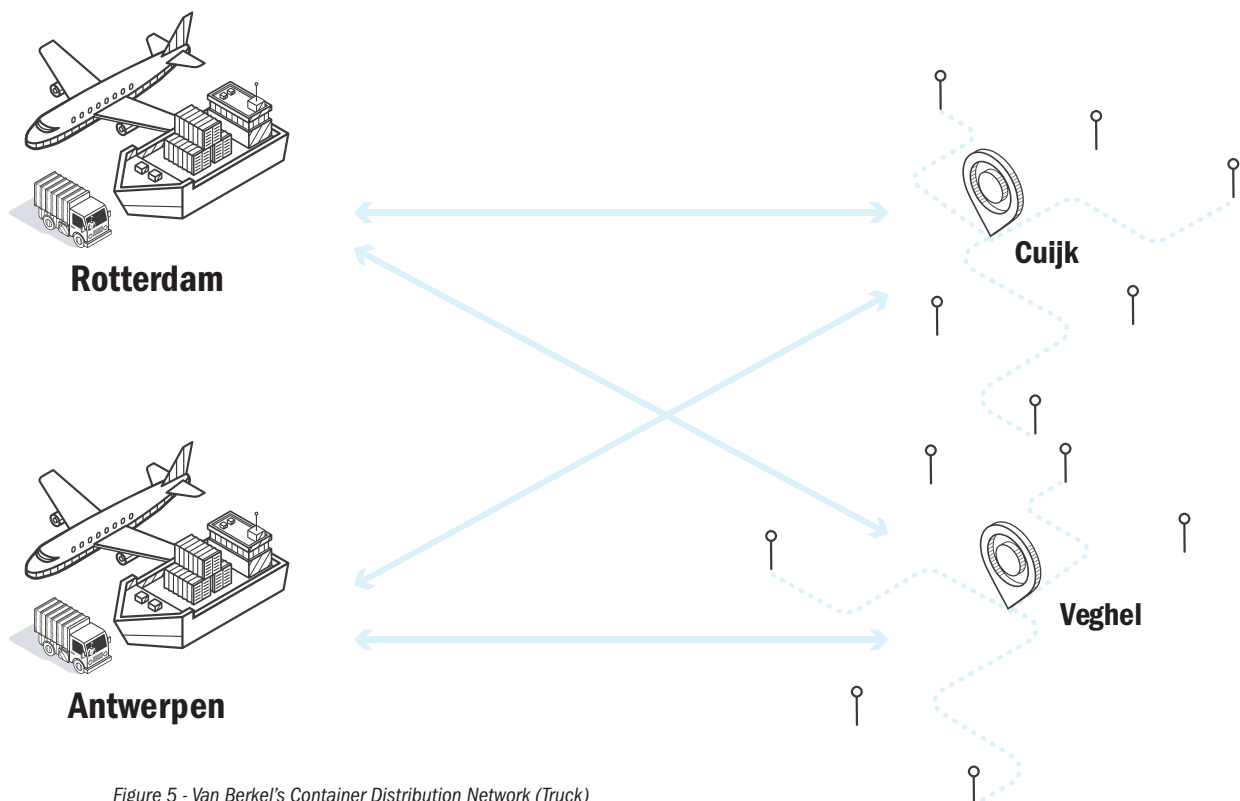 Rotterdam
Cuijk
Veghel
Antwerpen
Figure 5 - Van Berkel's Container Distribution Network (Truck)